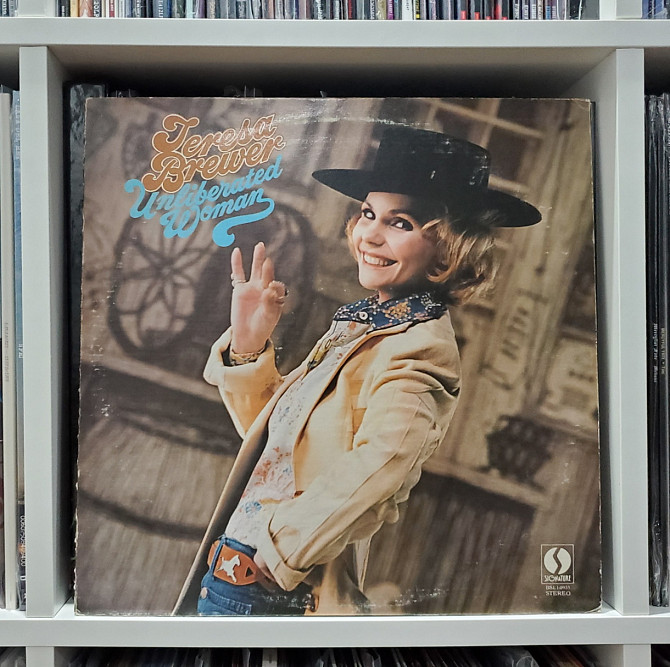 Teresa
Brewer
Unliberated
Woman
SIGNATURE
STEREO